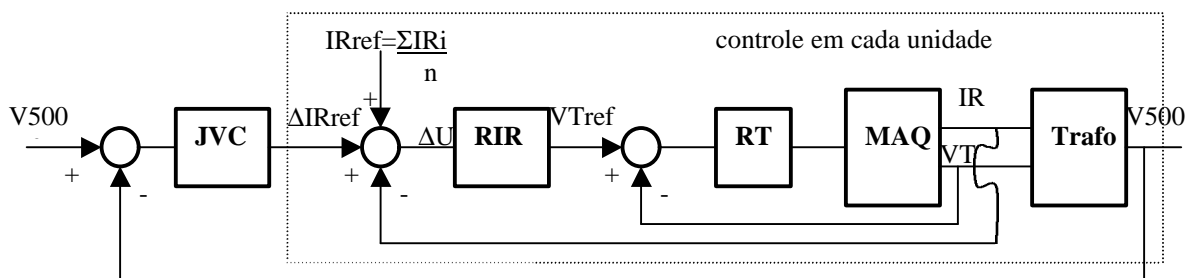 IRref=ΣIRi
n
controle em cada unidade
V500
+
-
JVC
ΔIRref
+
+
-
ΔU
RIR
VTref
+
-
RT
MAQ
IR
VT
Trafo
V500